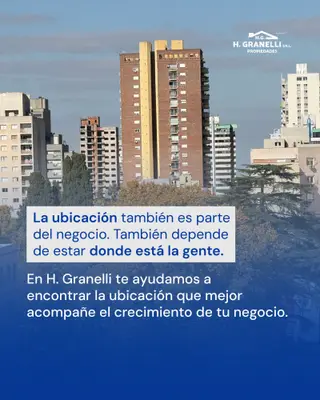 H.G.
H. GRANELLI S.R.L.
PROPIEDADES
La ubicación también es parte
del negocio. También depende
de estar donde está la gente.
En H. Granelli te ayudamos a
encontrar la ubicación que mejor
acompañe el crecimiento de tu negocio.